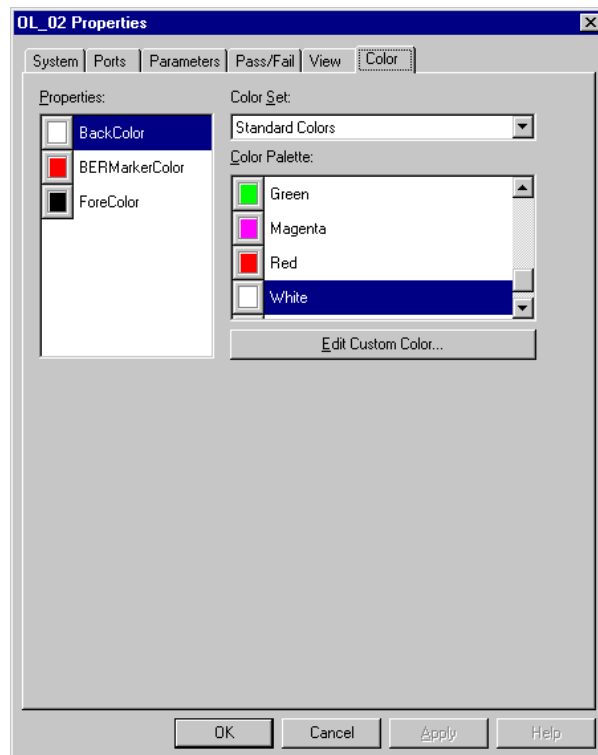 OL_02 Properties
System Ports Parameters Pass/Fail View Color
Properties:
BackColor
BERMarkerColor
ForeColor
Color Set:
Standard Colors
Color Palette:
Green
Magenta
Red
White
Edit Custom Color...
OK Cancel Apply Help